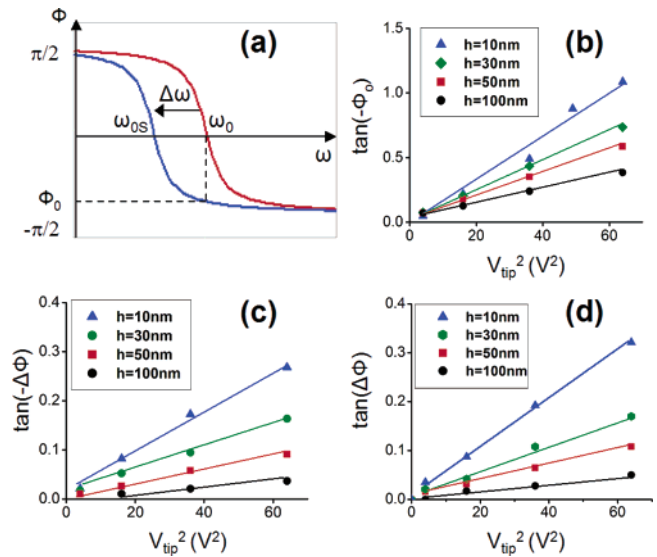 (a)
Φ
π/2
Δω
ω0S
ω0
ω
Φ0
-π/2
(b)
h=10nm
h=30nm
h=50nm
h=100nm
tan(-Φo)
1.5
1.0
0.5
0.0
0 20 40 60
Vtip² (V²)
(c)
h=10nm
h=30nm
h=50nm
h=100nm
tan(-ΔΦ)
0.4
0.3
0.2
0.1
0.0
0 20 40 60
Vtip² (V²)
(d)
h=10nm
h=30nm
h=50nm
h=100nm
tan(ΔΦ)
0.4
0.3
0.2
0.1
0.0
0 20 40 60
Vtip² (V²)